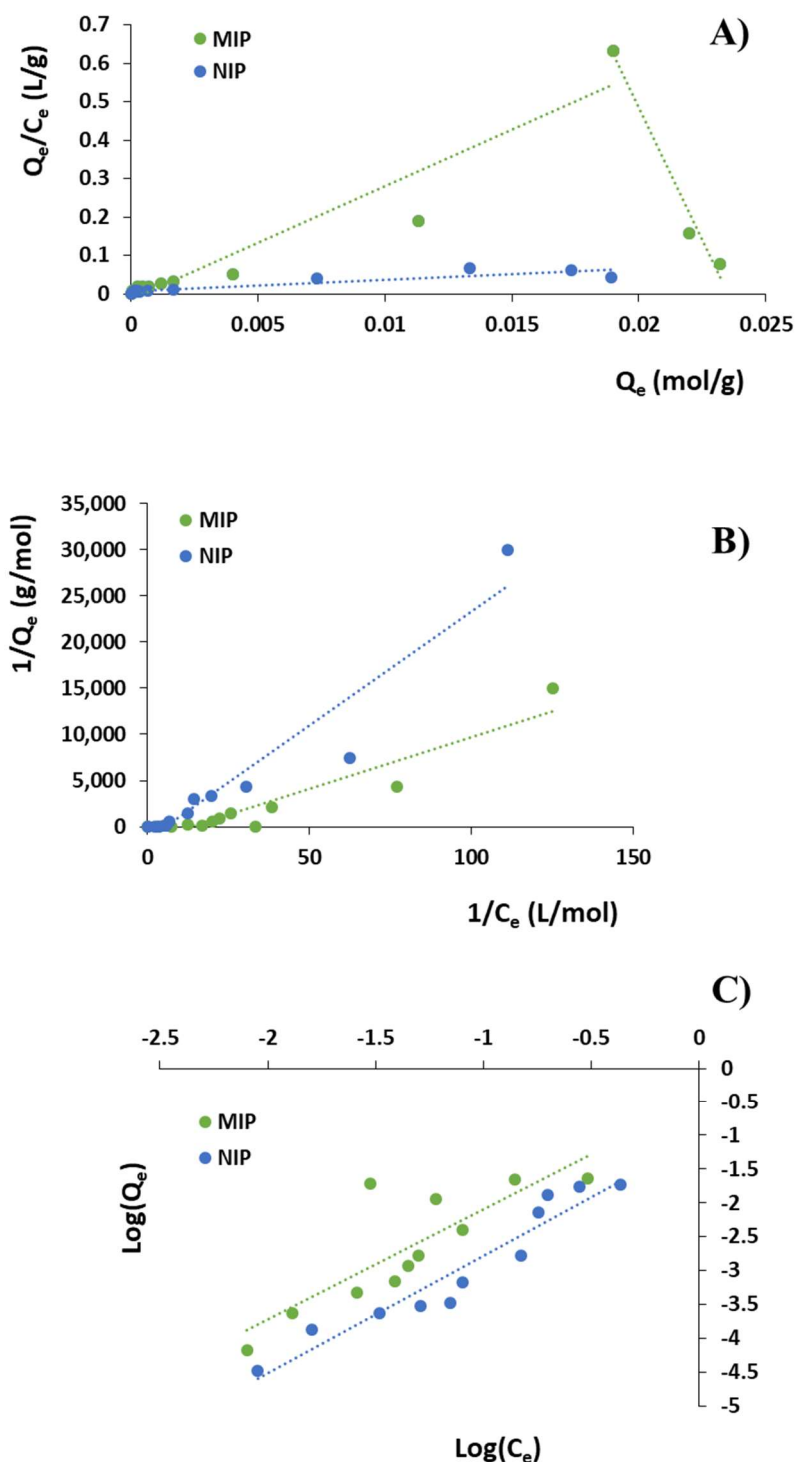 A)
Qe/Ce (L/g)
MIP
NIP
0.7
0.6
0.5
0.4
0.3
0.2
0.1
0
0 0.005 0.01 0.015 0.02 0.025
Qe (mol/g)
B)
1/Qe (g/mol)
MIP
NIP
35,000
30,000
25,000
20,000
15,000
10,000
5,000
0
0 50 100 150
1/Ce (L/mol)
C)
-2.5 -2 -1.5 -1 -0.5 0
0
-0.5
-1
-1.5
-2
-2.5
-3
-3.5
-4
-4.5
-5
MIP
NIP
Log(Qe)
Log(Ce)